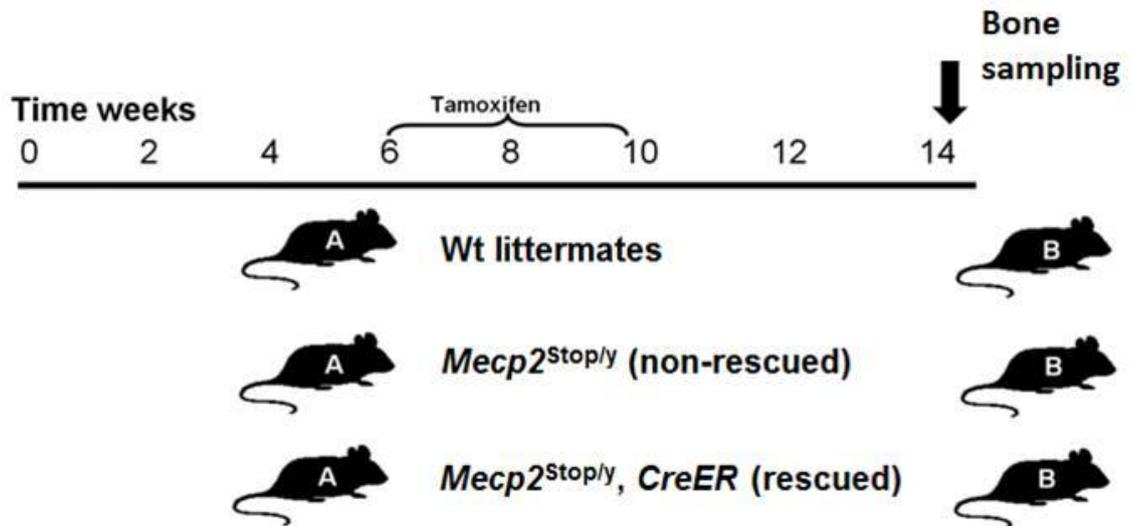 Bone
sampling
Time weeks
Tamoxifen
0 2 4 6 8 10 12 14
A Wt littermates B
A Mecp2Stop/y (non-rescued) B
A Mecp2Stop/y, CreER (rescued) B